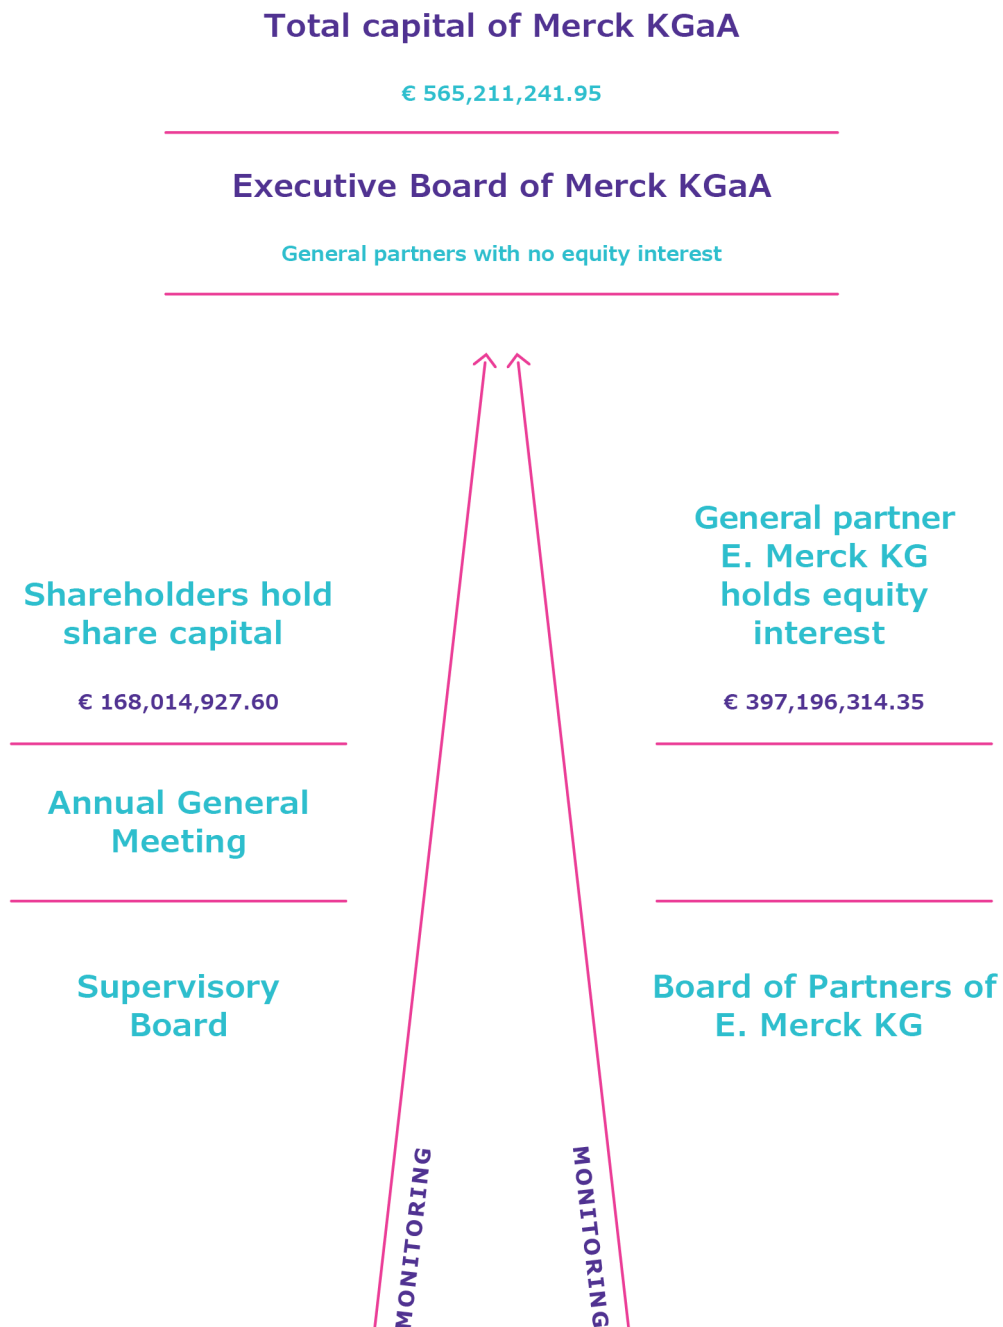 Total capital of Merck KGaA
€ 565,211,241.95
Executive Board of Merck KGaA
General partners with no equity interest
Shareholders hold
share capital
€ 168,014,927.60
Annual General
Meeting
Supervisory
Board
General partner
E. Merck KG
holds equity
interest
€ 397,196,314.35
Board of Partners of
E. Merck KG
MONITORING
MONITORING